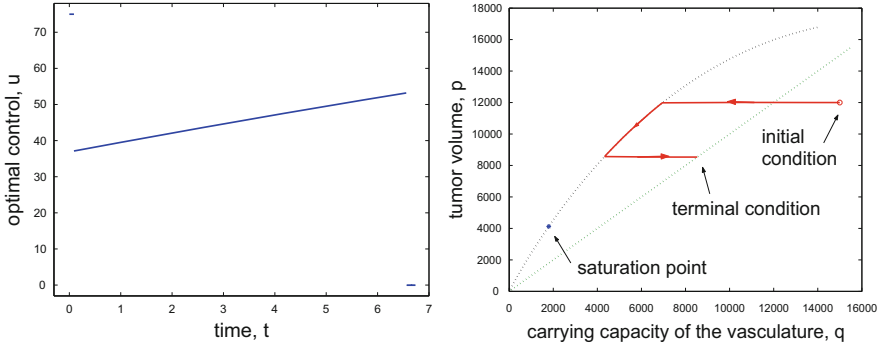 70
60
50
40
30
20
10
0
0 1 2 3 4 5 6 7
optimal control, u
time, t
18000
16000
14000
12000
10000
8000
6000
4000
2000
0
0 2000 4000 6000 8000 10000 12000 14000 16000
tumor volume, p
initial
condition
terminal condition
saturation point
carrying capacity of the vasculature, q